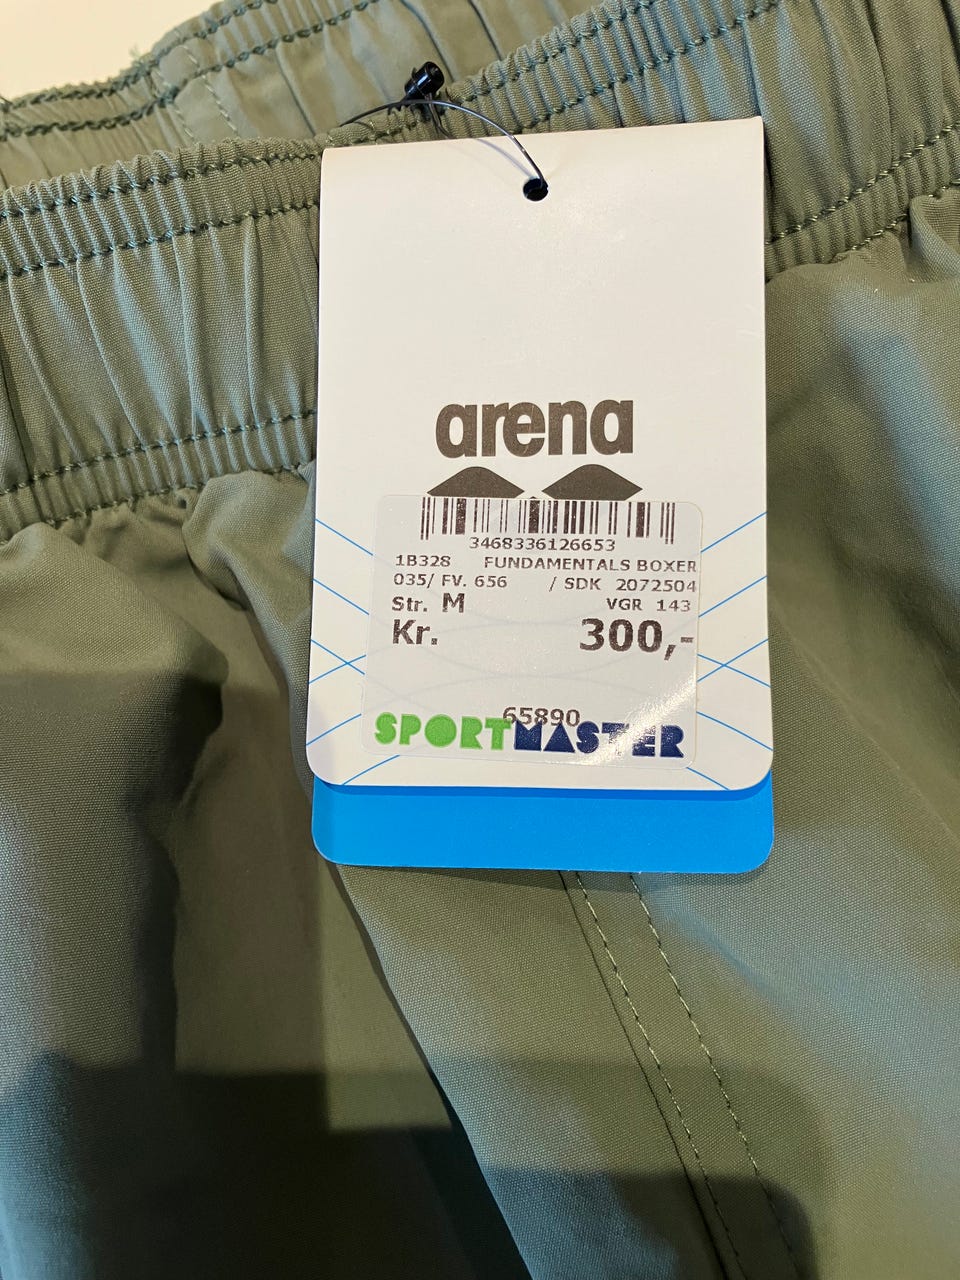 arena
3468336126653
1B328 FUNDAMENTALS BOXER
035/ FV. 656 / SDK 2072504
Str. M VGR 143
Kr. 300,-
65890
SPORTMASTER